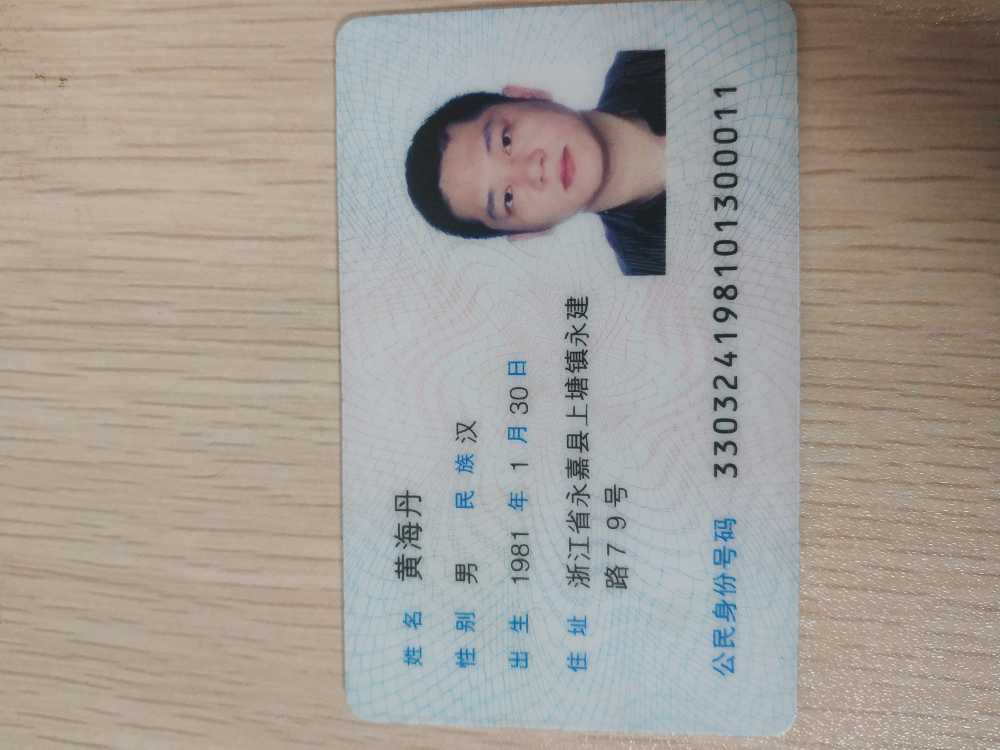 姓名 黄海丹
性别 男 民族 汉
出生 1981 年 1 月 30 日
住址 浙江省永嘉县上塘镇永建
路79号
公民身份号码 330324198101300011